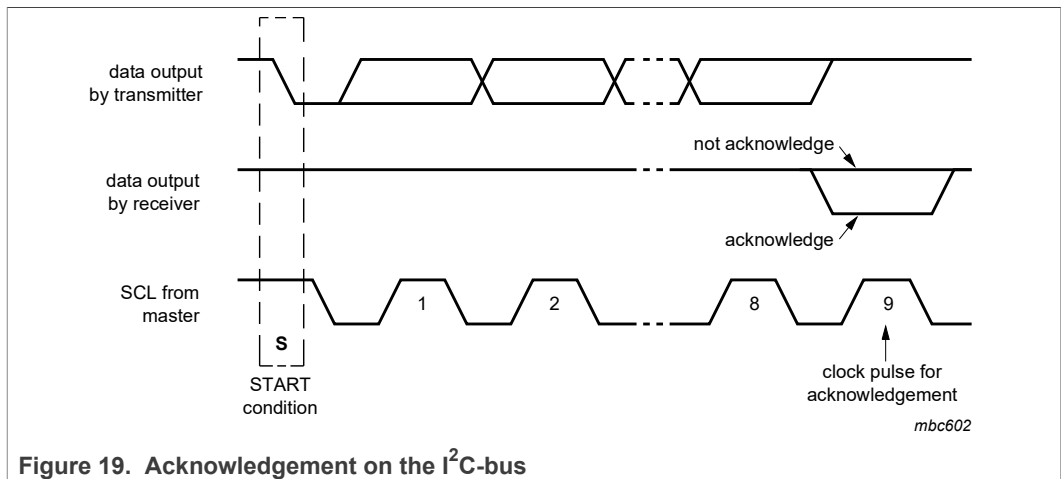 data output
by transmitter
not acknowledge
data output
by receiver
acknowledge
SCL from
master
1
2
8
9
S
START
condition
clock pulse for
acknowledgement
mbc602
Figure 19. Acknowledgement on the I²C-bus